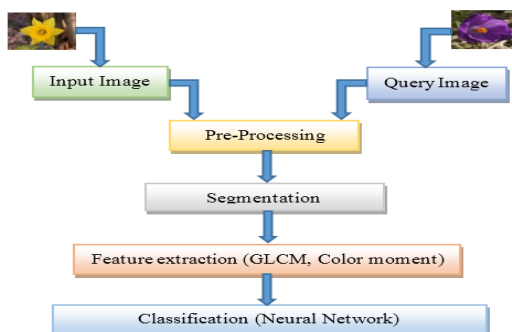 Input Image
Query Image
Pre-Processing
Segmentation
Feature extraction (GLCM, Color moment)
Classification (Neural Network)